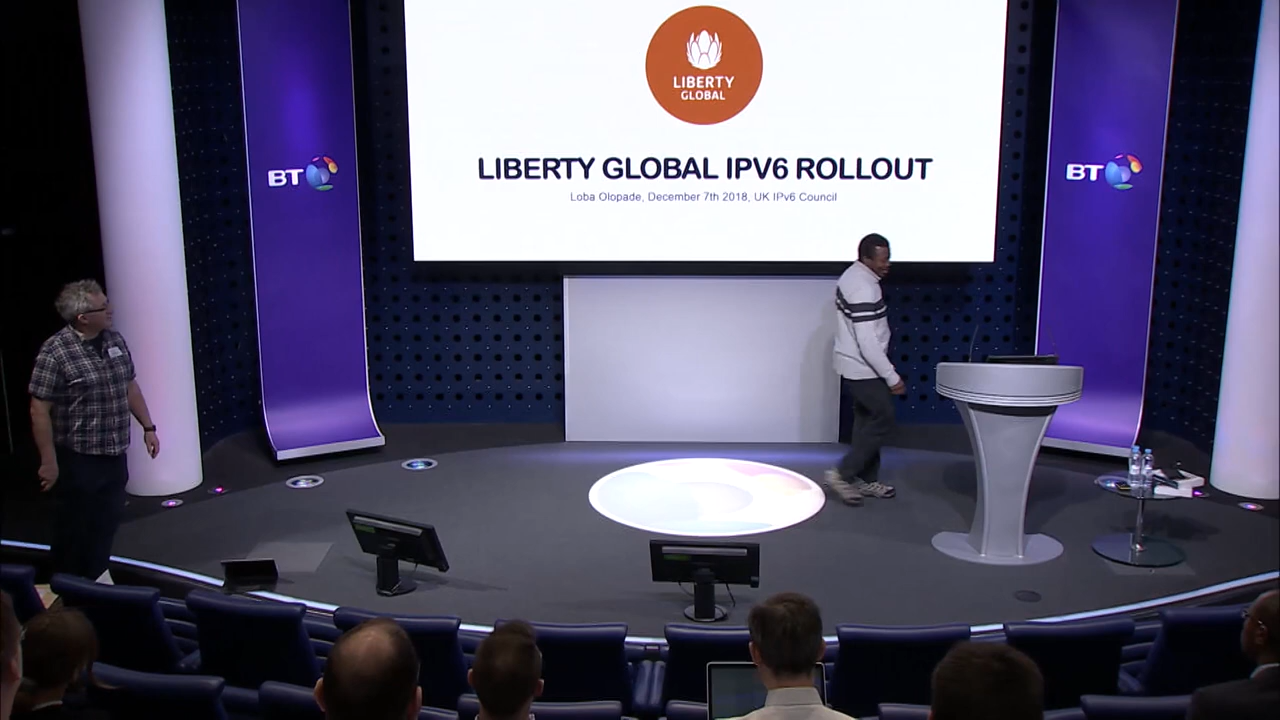 LIBERTY
GLOBAL
LIBERTY GLOBAL IPV6 ROLLOUT
Loba Olopade, December 7th 2018, UK IPv6 Council
BT
BT